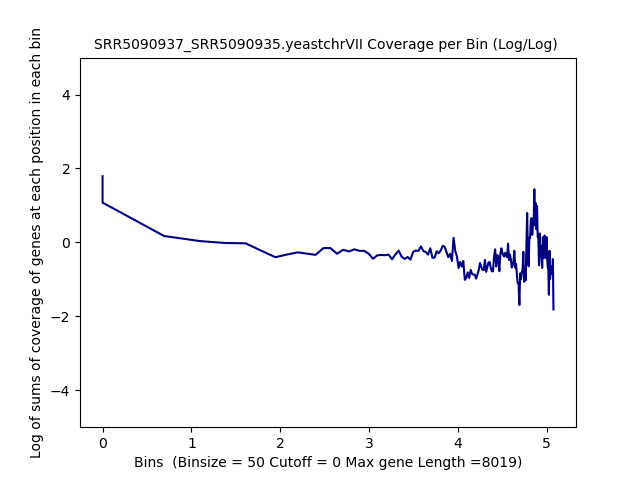 SRR5090937_SRR5090935.yeastchrVII Coverage per Bin (Log/Log)
Log of sums of coverage of genes at each position in each bin
4
2
0
−2
−4
0 1 2 3 4 5
Bins  (Binsize = 50 Cutoff = 0 Max gene Length =8019)